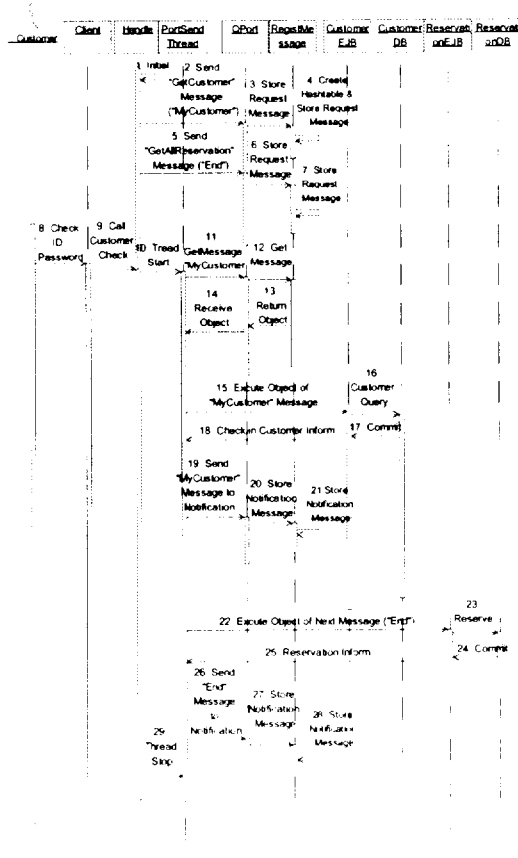 Customer
Client
Handle
PortSend
Thread
QPort
RegistMe
ssage
Customer
EJB
Customer
DB
Reservati
onEJB
Reservati
onDB
1 Initial
2 Send
"GetCustomer"
Message
("MyCustomer")
3 Store
Request
Message
4 Create
Hashtable &
Store Request
Message
5 Send
"GetAllReservation"
Message ("End")
6 Store
Request
Message
7 Store
Request
Message
8 Check
ID
Password
9 Call
Customer
Check
10 Tread
Start
11
GetMessage
"MyCustomer
12 Get
Message
13
Return
Object
14
Receive
Object
15 Excute Object of
"MyCustomer" Message
16
Customer
Query
17 Commit
18 Check in Customer Inform
19 Send
"MyCustomer"
Message to
Notification
20 Store
Notification
Message
21 Store
Notification
Message
22 Excute Object of Next Message ("End")
23
Reserve
24 Commit
25 Reservation Inform
26 Send
"End"
Message
to
Notification
27 Store
Notification
Message
28 Store
Notification
Message
29
Thread
Stop